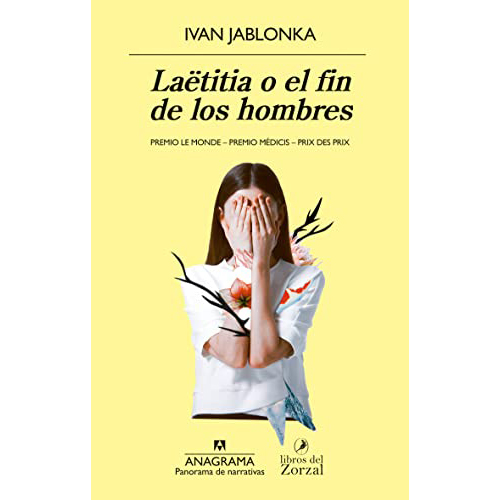 IVAN JABLONKA
Laëtitia o el fin
de los hombres
PREMIO LE MONDE – PREMIO MÉDICIS – PRIX DES PRIX
ANAGRAMA
Panorama de narrativas
libros del
Zorzal